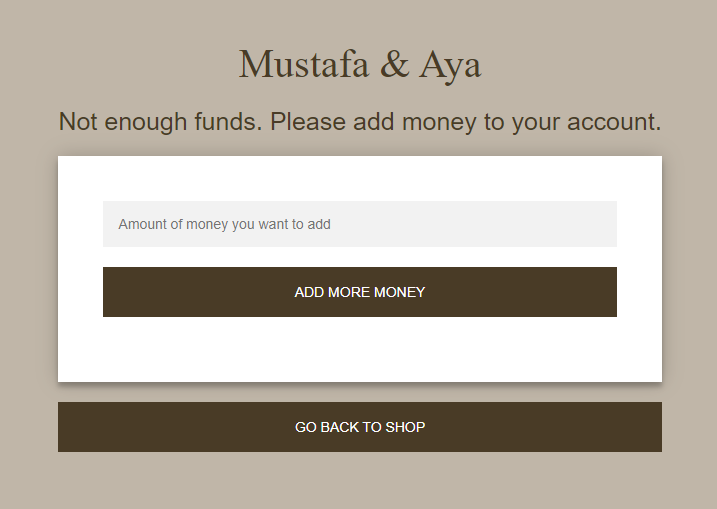 Mustafa & Aya
Not enough funds. Please add money to your account.
Amount of money you want to add
ADD MORE MONEY
GO BACK TO SHOP